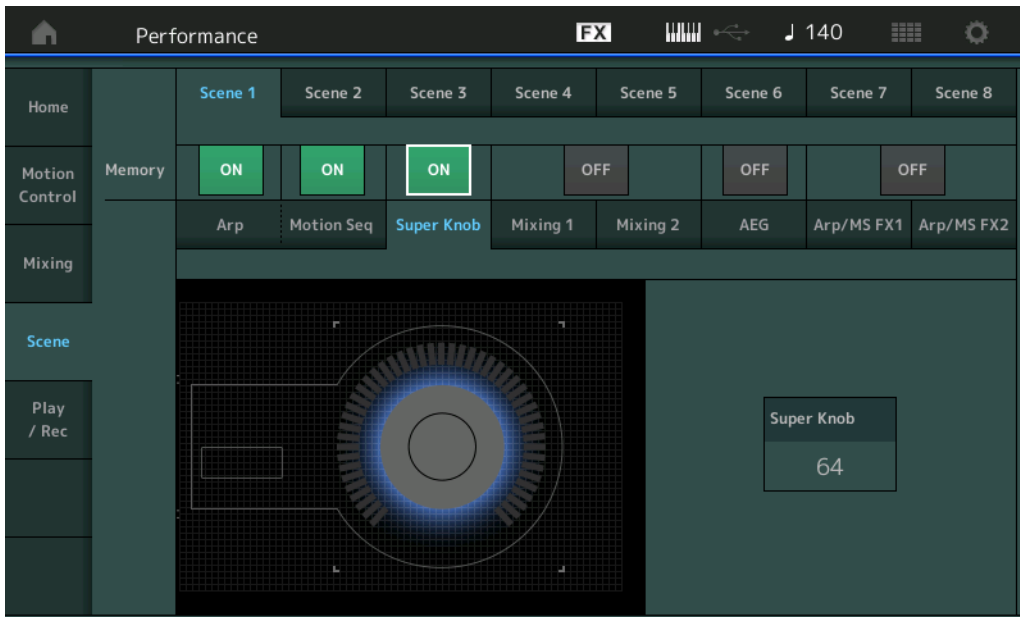 Performance FX 140
Scene 1 Scene 2 Scene 3 Scene 4 Scene 5 Scene 6 Scene 7 Scene 8
Home
Motion
Control
Memory ON ON ON OFF OFF OFF
Arp Motion Seq Super Knob Mixing 1 Mixing 2 AEG Arp/MS FX1 Arp/MS FX2
Mixing
Scene
Play
/ Rec
Super Knob
64